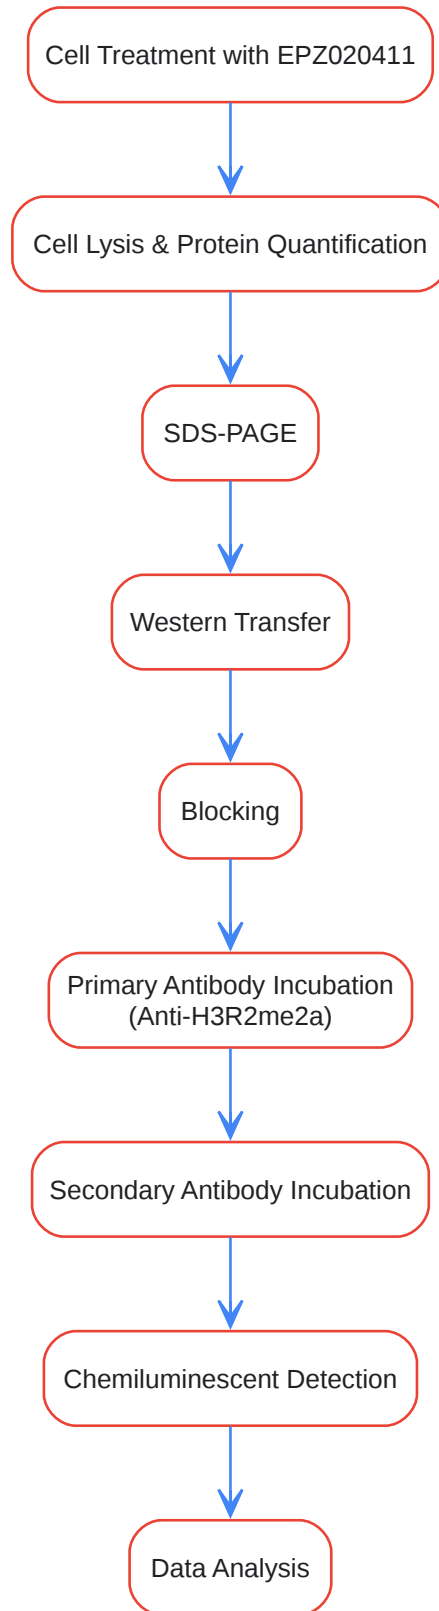 Cell Treatment with EPZ020411
Cell Lysis & Protein Quantification
SDS-PAGE
Western Transfer
Blocking
Primary Antibody Incubation
(Anti-H3R2me2a)
Secondary Antibody Incubation
Chemiluminescent Detection
Data Analysis